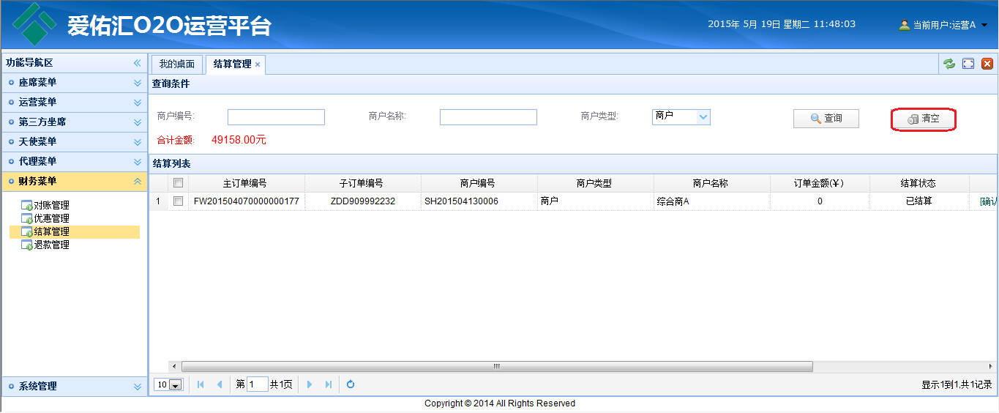 爱佑汇O2O运营平台
2015年 5月 19日 星期二 11:48:03
当前用户:运营A
功能导航区
座席菜单
运营菜单
第三方坐席
天使菜单
代理菜单
财务菜单
对账管理
优惠管理
结算管理
退款管理
系统管理
我的桌面 结算管理 ×
查询条件
商户编号: 商户名称: 商户类型: 商户 查询 清空
合计金额: 49158.00元
结算列表
主订单编号 子订单编号 商户编号 商户类型 商户名称 订单金额(¥) 结算状态
1 FW201504070000000177 ZDD909992232 SH201504130006 商户 综合商A 0 已结算 [确认
10 第 1 共1页 显示1到1,共1记录
Copyright © 2014 All Rights Reserved